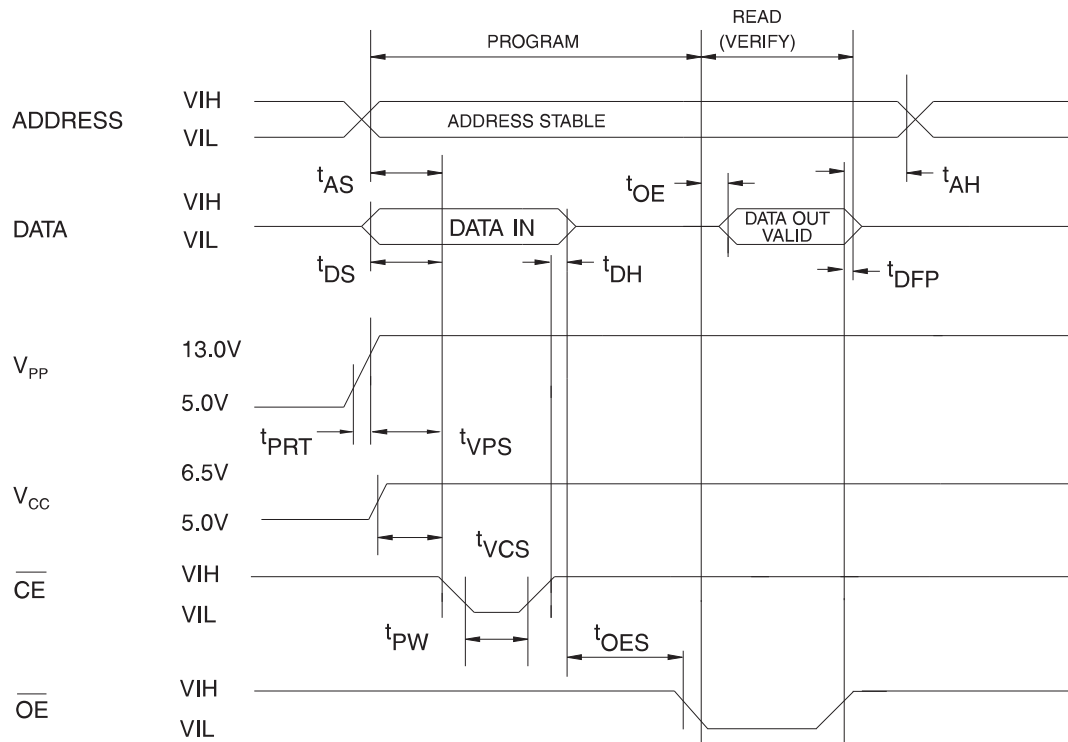 READ
PROGRAM
(VERIFY)
ADDRESS
VIH
VIL
ADDRESS STABLE
tAS
tOE
tAH
DATA
VIH
VIL
DATA IN
DATA OUT
VALID
tDS
tDH
tDFP
VPP
13.0V
5.0V
tPRT
tVPS
VCC
6.5V
5.0V
tVCS
CE
VIH
VIL
tPW
tOES
OE
VIH
VIL